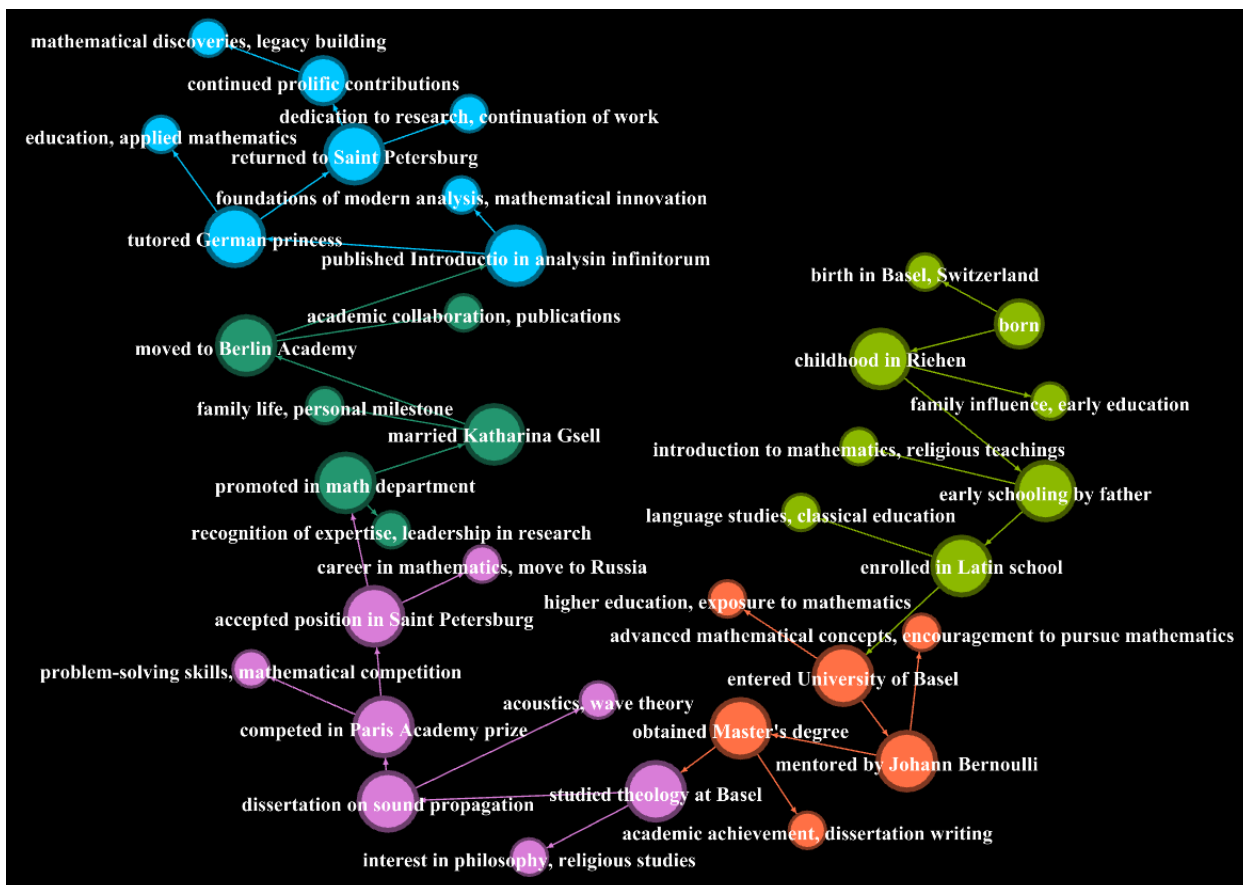 mathematical discoveries, legacy building
continued prolific contributions
dedication to research, continuation of work
education, applied mathematics
returned to Saint Petersburg
foundations of modern analysis, mathematical innovation
tutored German princess
published Introductio in analysin infinitorum
birth in Basel, Switzerland
academic collaboration, publications
born
moved to Berlin Academy
childhood in Riehen
family influence, early education
family life, personal milestone
married Katharina Gsell
introduction to mathematics, religious teachings
promoted in math department
early schooling by father
language studies, classical education
recognition of expertise, leadership in research
career in mathematics, move to Russia
enrolled in Latin school
higher education, exposure to mathematics
accepted position in Saint Petersburg
advanced mathematical concepts, encouragement to pursue mathematics
problem-solving skills, mathematical competition
entered University of Basel
acoustics, wave theory
competed in Paris Academy prize
obtained Master's degree
mentored by Johann Bernoulli
studied theology at Basel
dissertation on sound propagation
academic achievement, dissertation writing
interest in philosophy, religious studies